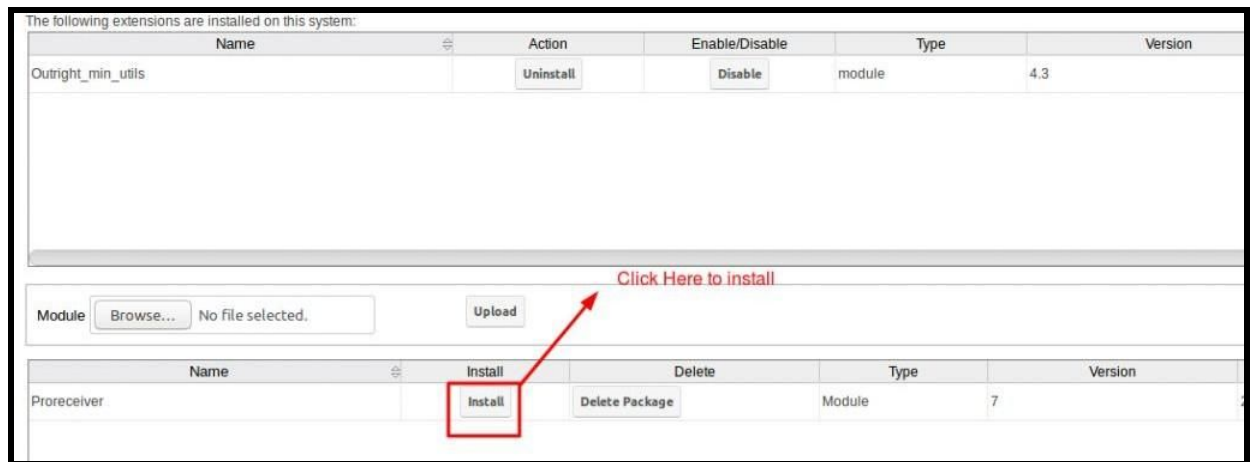 The following extensions are installed on this system:
Name Action Enable/Disable Type Version
Outright_min_utils Uninstall Disable module 4.3
Click Here to install
Module Browse... No file selected. Upload
Name Install Delete Type Version
Proreceiver Install Delete Package Module 7